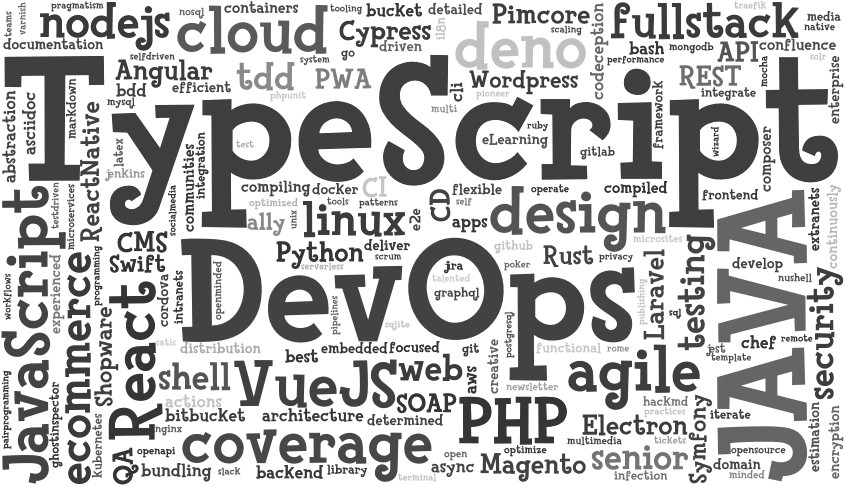 teams
varnish
pragmatism
nodejs
documentation
nosql
containers
cloud
tooling
bucket
detailed
Cypress
i18n
driven
go
system
selfdriven
Pimcore
scaling
deno
codeception
fullstack
traefik
media
native
bash
mongodb
API
confluence
solr
performance
REST
integrate
mocha
enterprise
Angular
bdd
efficient
tdd
phpunit
PWA
Wordpress
cli
pioneer
multi
framework
abstraction
asciidoc
markdown
mysql
TypeScript
latex
jenkins
ReactNative
communities
integration
test
eLearning
ruby
gitlab
wizard
composer
compiling
docker
CI
optimized
tools
patterns
flexible
self
operate
compiled
frontend
socialmedia
a11y
unix
linux
e2e
CD
apps
design
extranets
continuously
testdriven
microservices
JavaScript
workflows
experienced
programming
CMS
Swift
cordova
intranets
openminded
Python
deliver
scrum
serverless
DevOps
jra
talented
graphql
github
poker
Rust
privacy
microsites
publishing
Laravel
sql
testing
JAVA
develop
nushell
security
ecommerce
Shopware
React
pipelines
sqlite
postgresql
satis
distribution
best
embedded
focused
git
creative
functional
rome
jest
template
chef
remote
pairprogramming
ghostinspector
kubernetes
shell
actions
VueJS
web
aws
newsletter
agile
SOAP
bitbucket
architecture
determined
PHP
hackmd
practices
Symfony
iterate
nginx
QA
openapi
coverage
Electron
multimedia
tickets
opensource
estimation
encryption
bundling
slack
backend
library
terminal
open
async
optimize
Magento
senior
infection
domain
minded